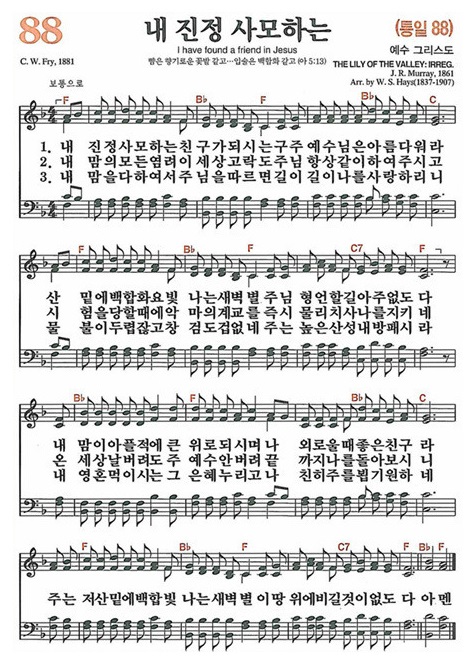 88
내 진정 사모하는
(통일 88)
I have found a friend in Jesus
예수 그리스도
C. W. Fry, 1881
뺨은 향기로운 꽃밭 같고…입술은 백합화 같고 (아 5:13)
THE LILY OF THE VALLEY: IRREG.
J. R. Murray, 1861
Arr. by W. S. Hays(1837-1907)
보통으로
F B♭ F B♭ C
1. 내 진정사모하는친구가되시는구주예수님은아름다워라
2. 내 맘의모든염려이세상고락도주님항상같이하여주시고
3. 내 맘을다하여서주님을따르면길이길이나를사랑하리니
F B♭ F C7 F
산 밑에백합화요빛 나는새벽별주님 형언할길아주없도다
시 험을당할때에악 마의계교를즉시 물리치사나를지키네
물 불이두렵잖고창 검도겁없네주는 높은산성내방패시라
B♭ F B♭ C
내 맘이아플적에큰 위로되시며나 외로울때좋은친구라
온 세상날버려도주 예수안버려끝 까지나를돌아보시니
내 영혼먹이시는그 은혜누리고나 친히주를뵙기원하네
F B♭ F C7 F B♭ F
주는저산밑에백합빛 나는새벽별이땅 위에비길것이없도다아멘